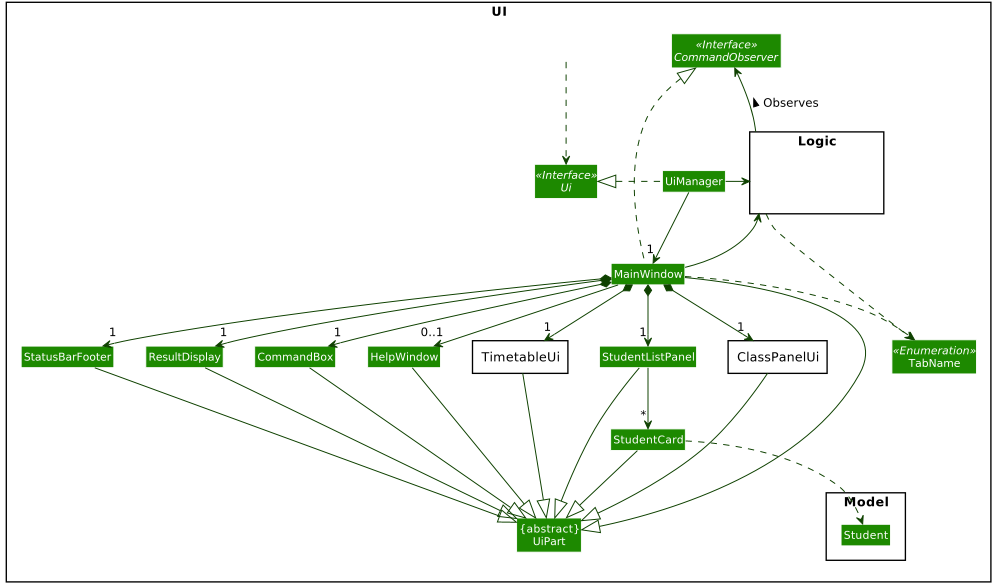 UI
«Interface»
CommandObserver
Observes
Logic
«Interface»
Ui
UiManager
1
MainWindow
1
1
1
0..1
1
1
1
StatusBarFooter
ResultDisplay
CommandBox
HelpWindow
TimetableUi
StudentListPanel
ClassPanelUi
«Enumeration»
TabName
*
StudentCard
Model
{abstract}
UiPart
Student